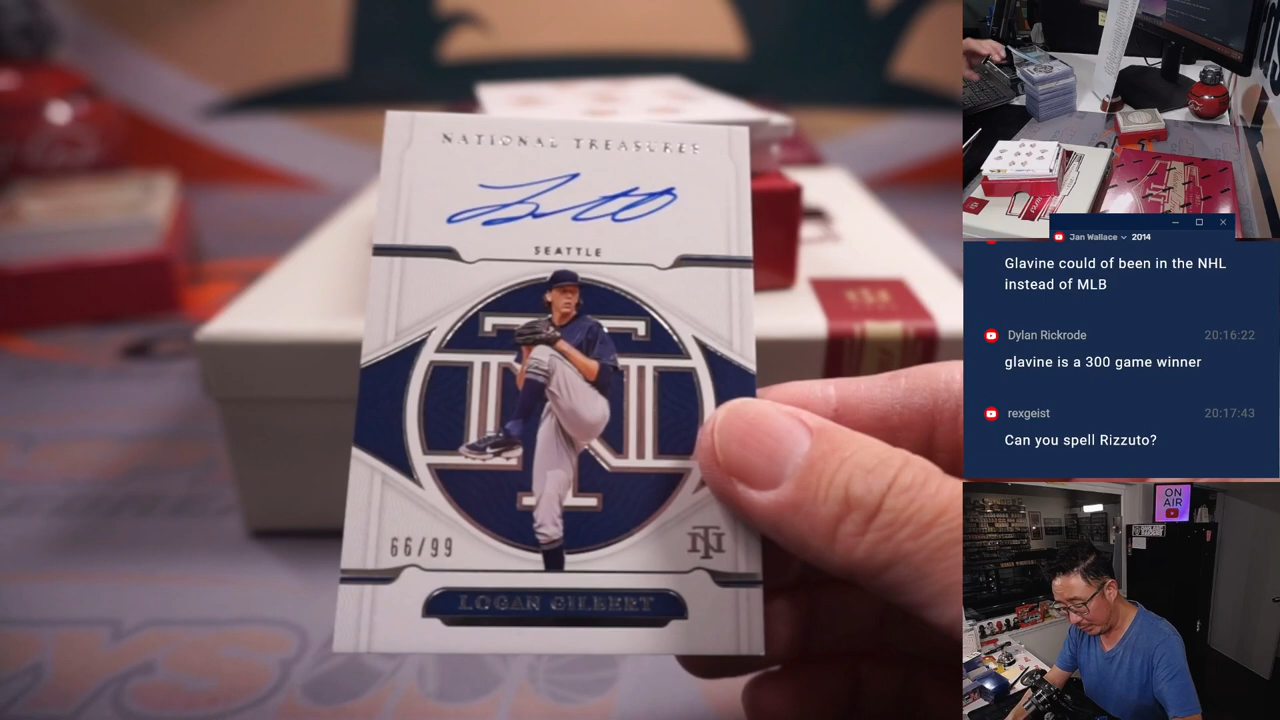 NATIONAL TREASURES
SEATTLE
66/99
LOGAN GILBERT
Jan Wallace 2014
Glavine could of been in the NHL
instead of MLB
Dylan Rickrode 20:16:22
glavine is a 300 game winner
rexgeist 20:17:43
Can you spell Rizzuto?
ON
AIR